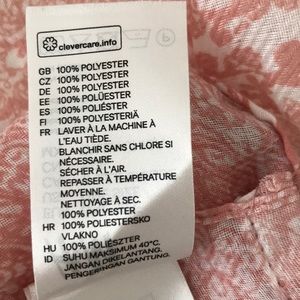 clevercare.info
GB 100% POLYESTER
CZ 100% POLYESTER
DE 100% POLYESTER
EE 100% POLÜESTER
ES 100% POLIÉSTER
FI 100% POLYESTERIÄ
FR LAVER À LA MACHINE À
L'EAU TIÈDE.
BLANCHIR SANS CHLORE SI
NÉCESSAIRE.
SÉCHER À L'AIR.
REPASSER À TEMPÉRATURE
MOYENNE.
NETTOYAGE À SEC.
100% POLYESTER
HR 100% POLIESTERSKO
VLAKNO
HU 100% POLIÉSZTER
ID SUHU MAKSIMUM 40°C.
JANGAN DIKELANTANG.
PENGERINGAN GANTUNG.